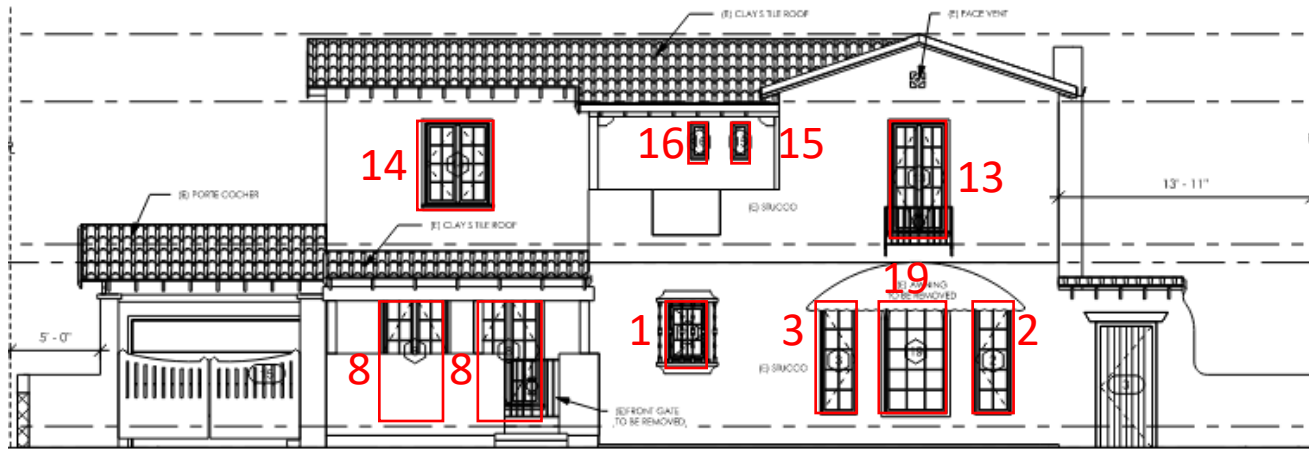 (E) CLAY S TILE ROOF
(E) FACE VENT
16
15
14
13
13' - 11"
(E) PORTE COCHER
(E) STUCCO
(E) CLAY S TILE ROOF
19
(E) AWNING
TO BE REMOVED
1
3
2
5' - 0"
8
8
(E) STUCCO
18
(E) FRONT GATE
TO BE REMOVED